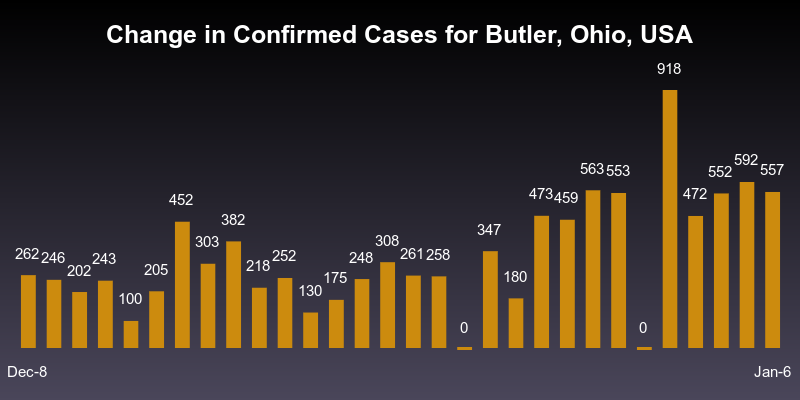 Change in Confirmed Cases for Butler, Ohio, USA
262 246 202 243 100 205 452 303 382 218 252 130 175 248 308 261 258 0 347 180 473 459 563 553 0 918 472 552 592 557
Dec-8 Jan-6